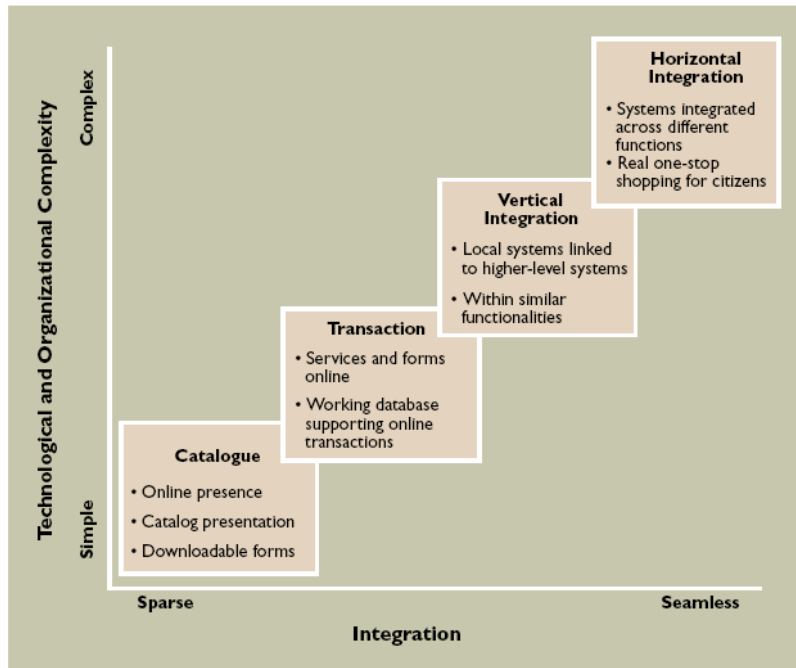 Technological and Organizational Complexity
Complex
Simple
Horizontal
Integration
• Systems integrated
across different
functions
• Real one-stop
shopping for citizens
Vertical
Integration
• Local systems linked
to higher-level systems
• Within similar
functionalities
Transaction
• Services and forms
online
• Working database
supporting online
transactions
Catalogue
• Online presence
• Catalog presentation
• Downloadable forms
Sparse
Seamless
Integration